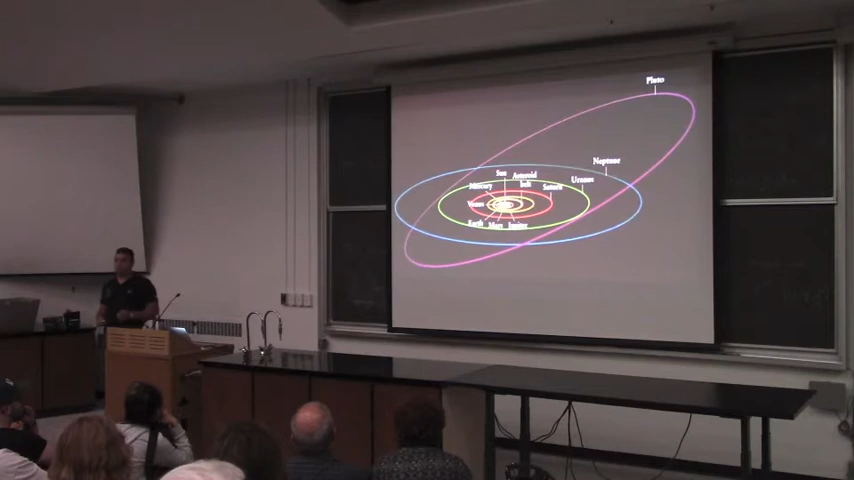 Pluto
Neptune
Sun
Asteroid
belt
Uranus
Mercury
Saturn
Venus
Earth
Mars
Jupiter